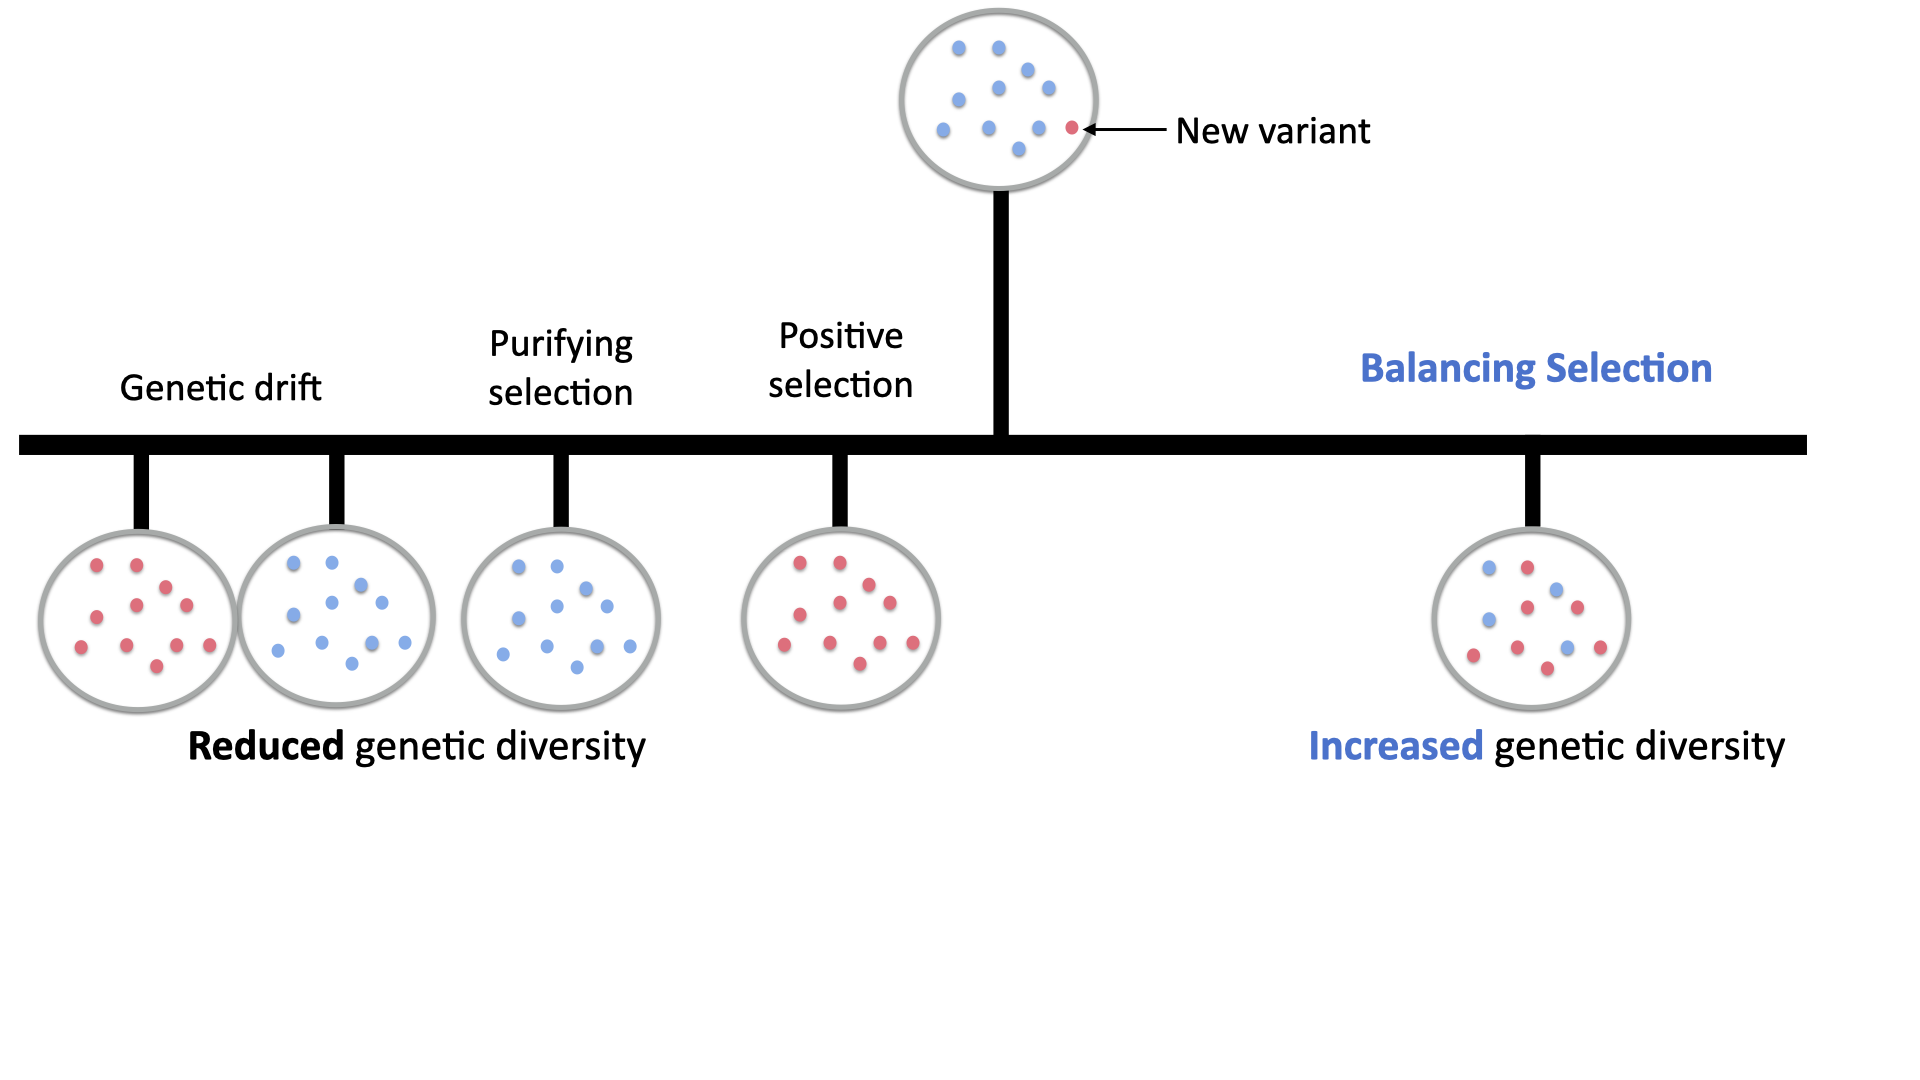 New variant
Genetic drift
Purifying
selection
Positive
selection
Balancing Selection
Reduced genetic diversity
Increased genetic diversity